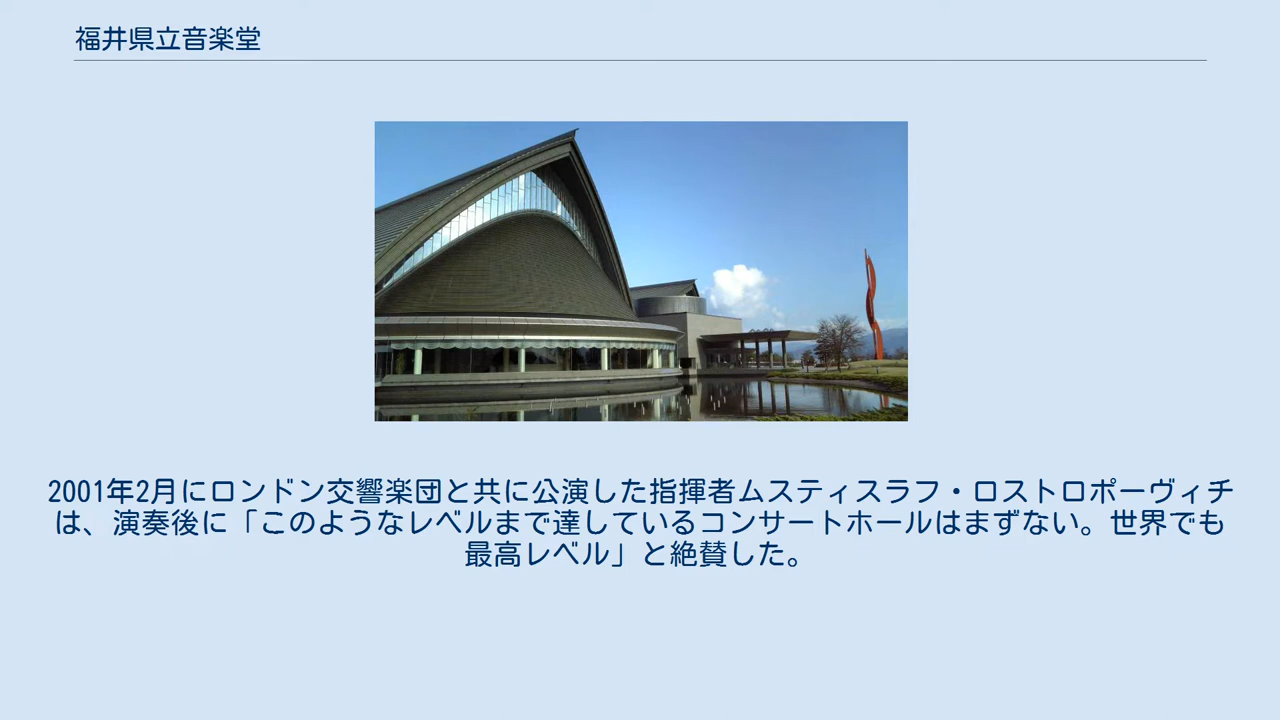 福井県立音楽堂
2001年2月にロンドン交響楽団と共に公演した指揮者ムスティスラフ・ロストロポーヴィチ
は、演奏後に「このようなレベルまで達しているコンサートホールはまずない。世界でも
最高レベル」と絶賛した。